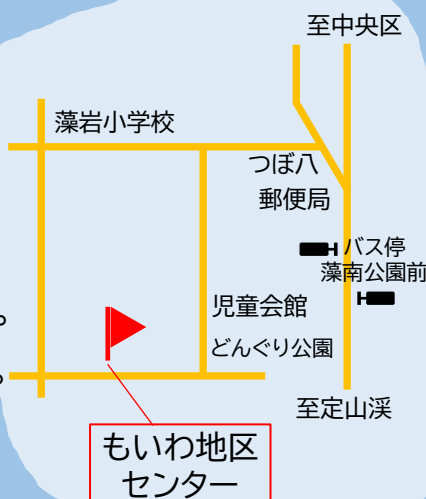 至中央区
藻岩小学校
つぼ八
郵便局
バス停
藻南公園前
児童会館
どんぐり公園
。
。
至定山渓
もいわ地区
センター